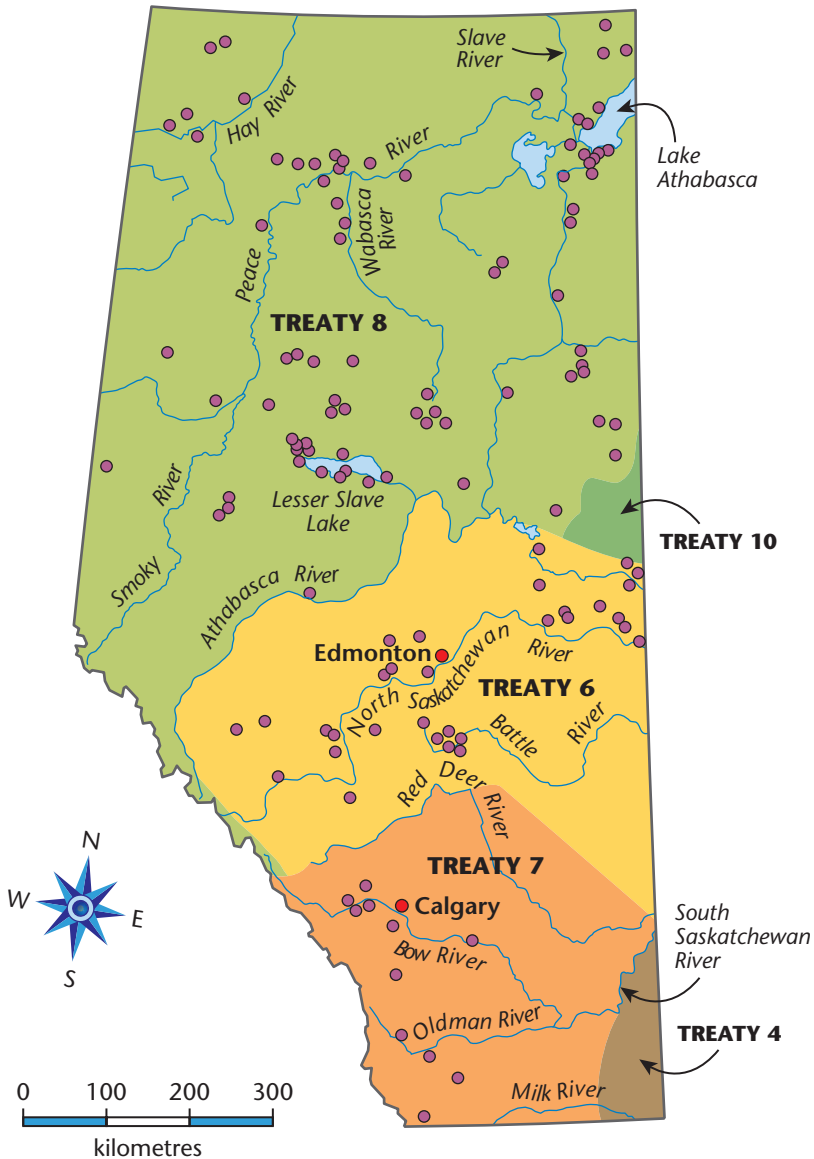 Slave
River
Hay River
River
Lake
Athabasca
Wabasca
River
Peace
TREATY 8
River
Lesser Slave
Lake
Smoky
TREATY 10
Athabasca River
Edmonton
North Saskatchewan River
TREATY 6
Battle River
Red Deer River
TREATY 7
N
W
E
S
Calgary
South
Saskatchewan
River
Bow River
Oldman River
TREATY 4
Milk River
0 100 200 300
kilometres